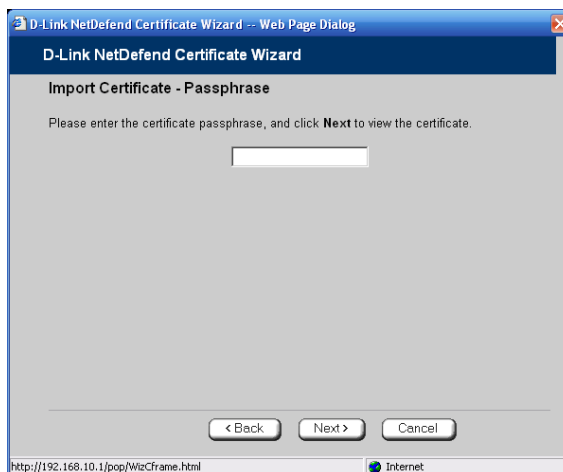 D-Link NetDefend Certificate Wizard -- Web Page Dialog
D-Link NetDefend Certificate Wizard
Import Certificate - Passphrase
Please enter the certificate passphrase, and click Next to view the certificate.
< Back Next > Cancel
http://192.168.10.1/pop/WizCframe.html Internet